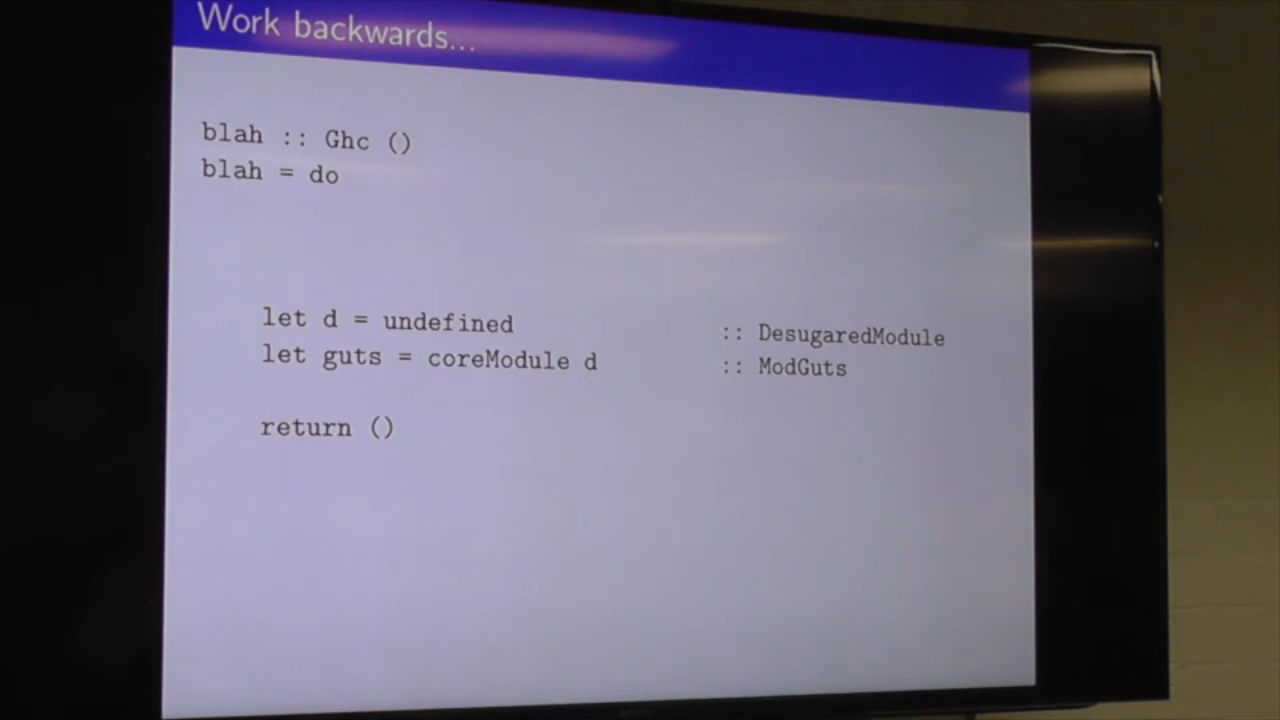 Work backwards...
blah :: Ghc ()
blah = do
let d = undefined :: DesugaredModule
let guts = coreModule d :: ModGuts
return ()